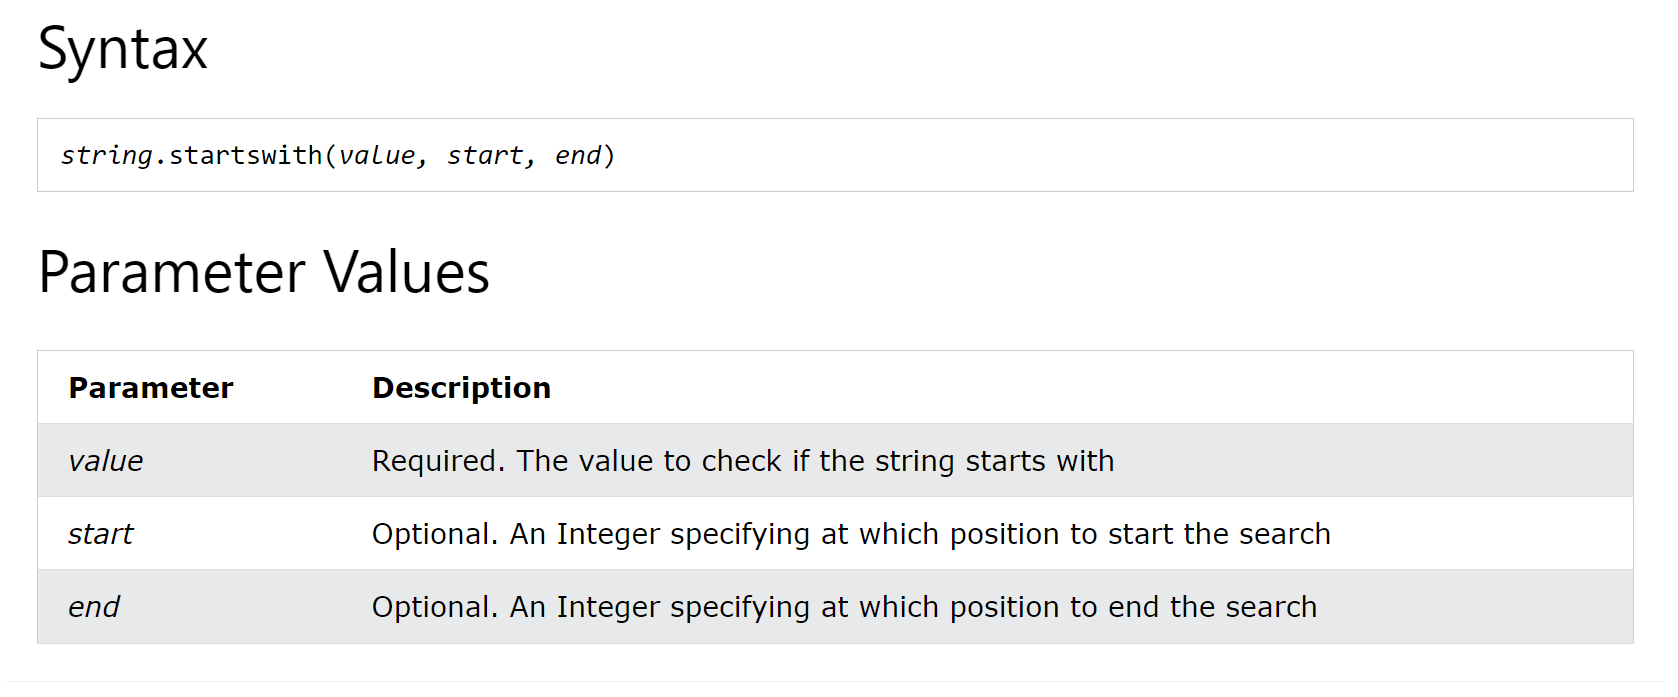 Syntax
string.startswith(value, start, end)
Parameter Values
Parameter Description
value Required. The value to check if the string starts with
start Optional. An Integer specifying at which position to start the search
end Optional. An Integer specifying at which position to end the search